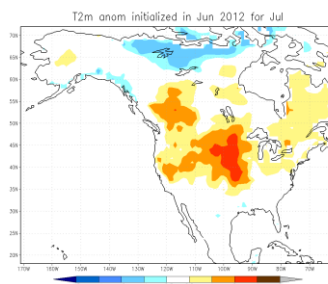 T2m anom initialized in Jun 2012 for Jul
70N
65N
60N
55N
50N
45N
40N
35N
30N
25N
20N
170W 160W 150W 140W 130W 120W 110W 100W 90W 80W 70W